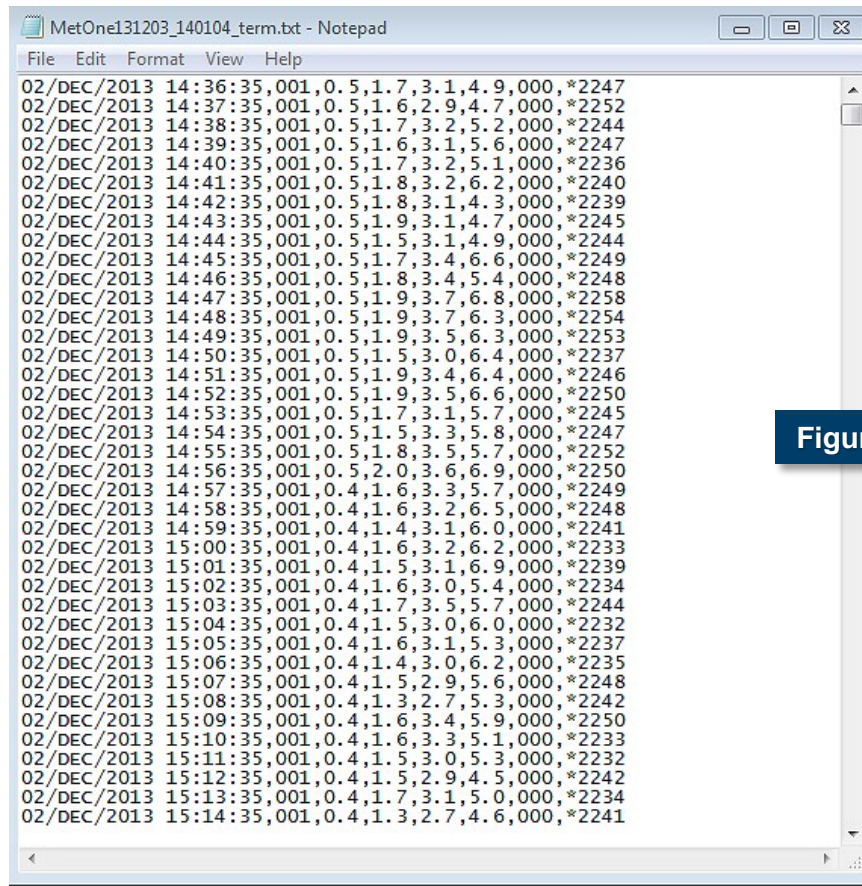 MetOne131203_140104_term.txt - Notepad
File Edit Format View Help
02/DEC/2013 14:36:35,001,0.5,1.7,3.1,4.9,000,*2247
02/DEC/2013 14:37:35,001,0.5,1.6,2.9,4.7,000,*2252
02/DEC/2013 14:38:35,001,0.5,1.7,3.2,5.2,000,*2244
02/DEC/2013 14:39:35,001,0.5,1.6,3.1,5.6,000,*2247
02/DEC/2013 14:40:35,001,0.5,1.7,3.2,5.1,000,*2236
02/DEC/2013 14:41:35,001,0.5,1.8,3.2,6.2,000,*2240
02/DEC/2013 14:42:35,001,0.5,1.8,3.1,4.3,000,*2239
02/DEC/2013 14:43:35,001,0.5,1.9,3.1,4.7,000,*2245
02/DEC/2013 14:44:35,001,0.5,1.5,3.1,4.9,000,*2244
02/DEC/2013 14:45:35,001,0.5,1.7,3.4,6.6,000,*2249
02/DEC/2013 14:46:35,001,0.5,1.8,3.4,5.4,000,*2248
02/DEC/2013 14:47:35,001,0.5,1.9,3.7,6.8,000,*2258
02/DEC/2013 14:48:35,001,0.5,1.9,3.7,6.3,000,*2254
02/DEC/2013 14:49:35,001,0.5,1.9,3.5,6.3,000,*2253
02/DEC/2013 14:50:35,001,0.5,1.5,3.0,6.4,000,*2237
02/DEC/2013 14:51:35,001,0.5,1.9,3.4,6.4,000,*2246
02/DEC/2013 14:52:35,001,0.5,1.9,3.5,6.6,000,*2250
02/DEC/2013 14:53:35,001,0.5,1.7,3.1,5.7,000,*2245
02/DEC/2013 14:54:35,001,0.5,1.5,3.3,5.8,000,*2247
02/DEC/2013 14:55:35,001,0.5,1.8,3.5,5.7,000,*2252
02/DEC/2013 14:56:35,001,0.5,2.0,3.6,6.9,000,*2250
02/DEC/2013 14:57:35,001,0.4,1.6,3.3,5.7,000,*2249
02/DEC/2013 14:58:35,001,0.4,1.6,3.2,6.5,000,*2248
02/DEC/2013 14:59:35,001,0.4,1.4,3.1,6.0,000,*2241
02/DEC/2013 15:00:35,001,0.4,1.6,3.2,6.2,000,*2233
02/DEC/2013 15:01:35,001,0.4,1.5,3.1,6.9,000,*2239
02/DEC/2013 15:02:35,001,0.4,1.6,3.0,5.4,000,*2234
02/DEC/2013 15:03:35,001,0.4,1.7,3.5,5.7,000,*2244
02/DEC/2013 15:04:35,001,0.4,1.5,3.0,6.0,000,*2232
02/DEC/2013 15:05:35,001,0.4,1.6,3.1,5.3,000,*2237
02/DEC/2013 15:06:35,001,0.4,1.4,3.0,6.2,000,*2235
02/DEC/2013 15:07:35,001,0.4,1.5,2.9,5.6,000,*2248
02/DEC/2013 15:08:35,001,0.4,1.3,2.7,5.3,000,*2242
02/DEC/2013 15:09:35,001,0.4,1.6,3.4,5.9,000,*2250
02/DEC/2013 15:10:35,001,0.4,1.6,3.3,5.1,000,*2233
02/DEC/2013 15:11:35,001,0.4,1.5,3.0,5.3,000,*2232
02/DEC/2013 15:12:35,001,0.4,1.5,2.9,4.5,000,*2242
02/DEC/2013 15:13:35,001,0.4,1.7,3.1,5.0,000,*2234
02/DEC/2013 15:14:35,001,0.4,1.3,2.7,4.6,000,*2241